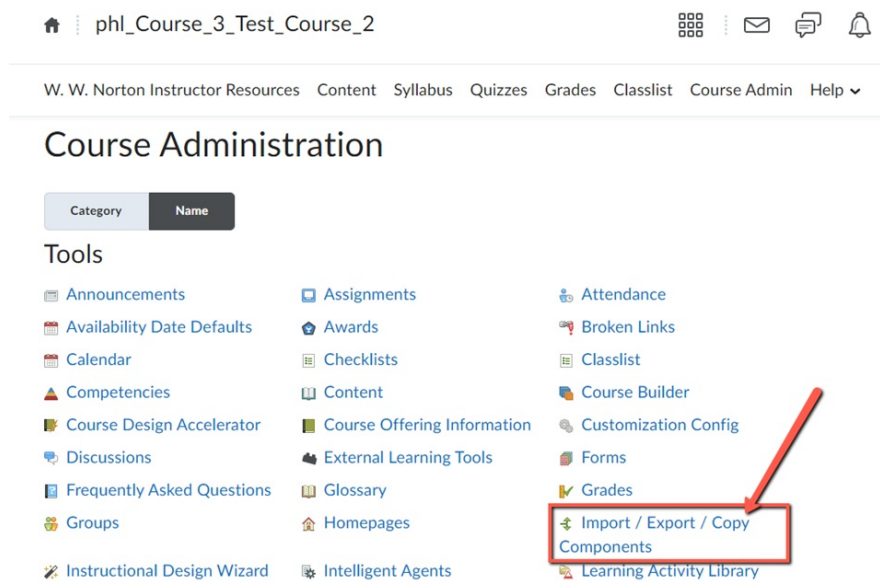 phl_Course_3_Test_Course_2
W. W. Norton Instructor Resources Content Syllabus Quizzes Grades Classlist Course Admin Help
Course Administration
Category Name
Tools
Announcements Assignments Attendance
Availability Date Defaults Awards Broken Links
Calendar Checklists Classlist
Competencies Content Course Builder
Course Design Accelerator Course Offering Information Customization Config
Discussions External Learning Tools Forms
Frequently Asked Questions Glossary Grades
Groups Homepages Import / Export / Copy
Components
Instructional Design Wizard Intelligent Agents Learning Activity Library